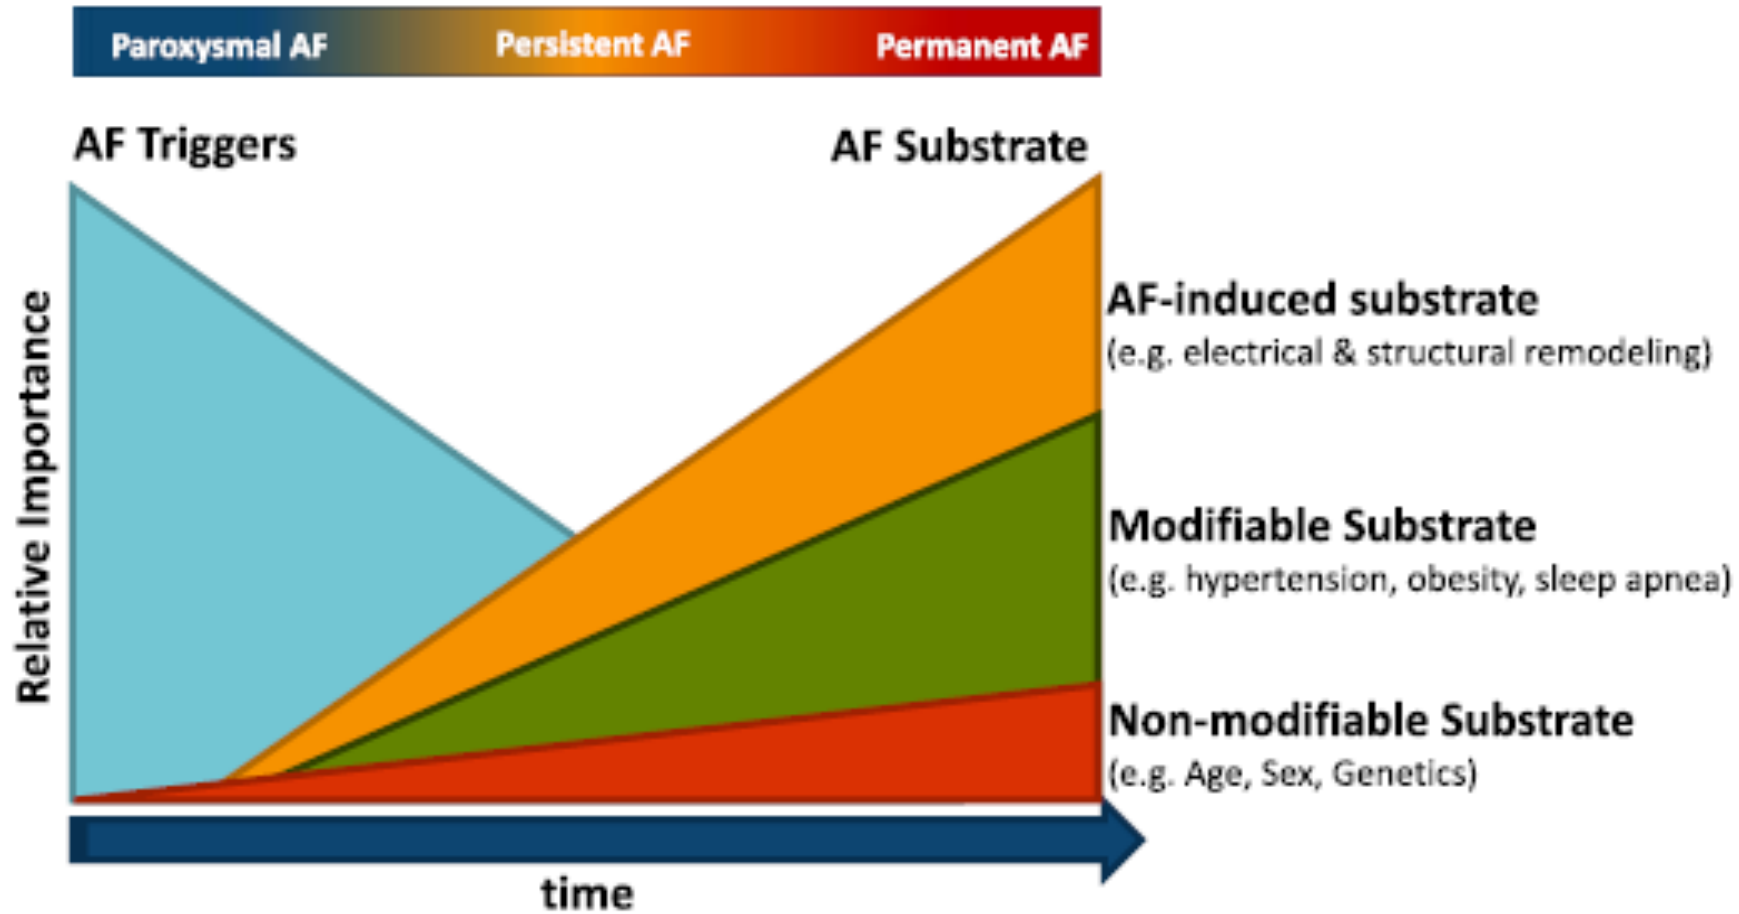 Paroxysmal AF
Persistent AF
Permanent AF
AF Triggers
AF Substrate
Relative Importance
AF-induced substrate
(e.g. electrical & structural remodeling)
Modifiable Substrate
(e.g. hypertension, obesity, sleep apnea)
Non-modifiable Substrate
(e.g. Age, Sex, Genetics)
time